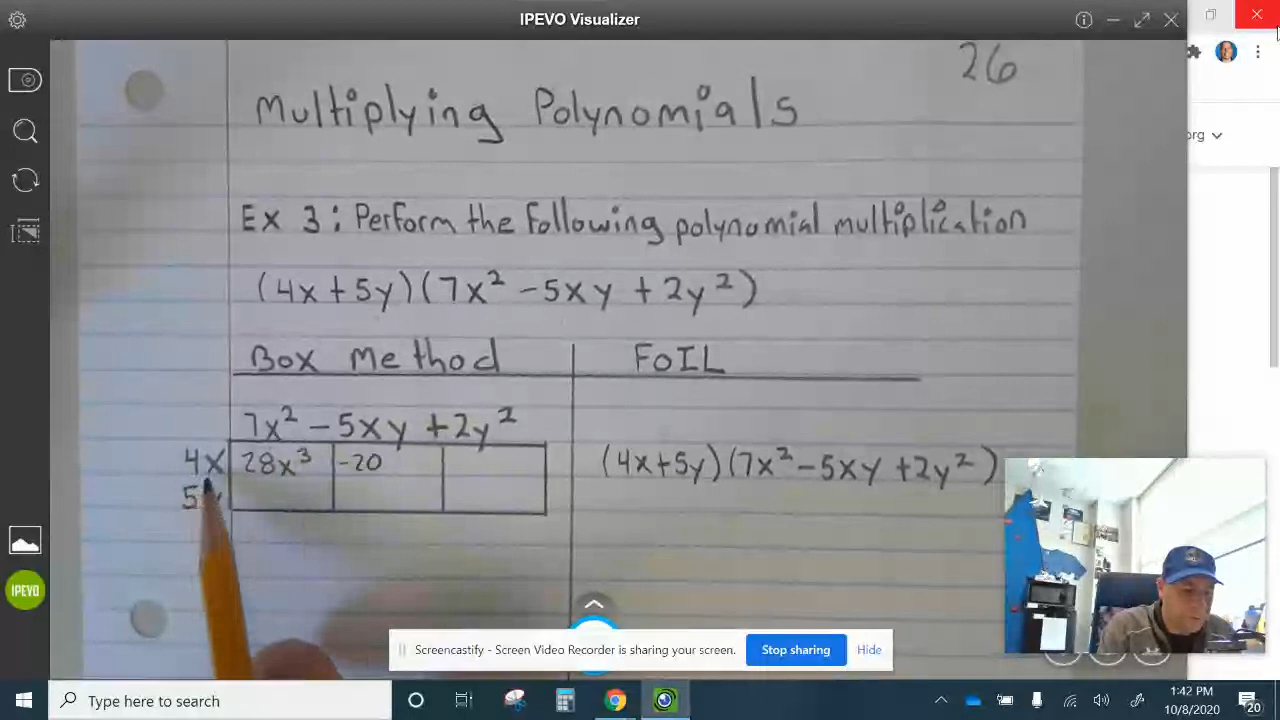 IPEVO Visualizer
26
Multiplying Polynomials
Ex 3: Perform the following polynomial multiplication
(4x+5y)(7x² -5xy +2y²)
Box Method
FOIL
7x² -5xy +2y²
4x 28x³ -20
5
(4x+5y)(7x²-5xy+2y²)
org
IPEVO
Screencastify - Screen Video Recorder is sharing your screen.
Stop sharing
Hide
Type here to search
1:42 PM
10/8/2020
20